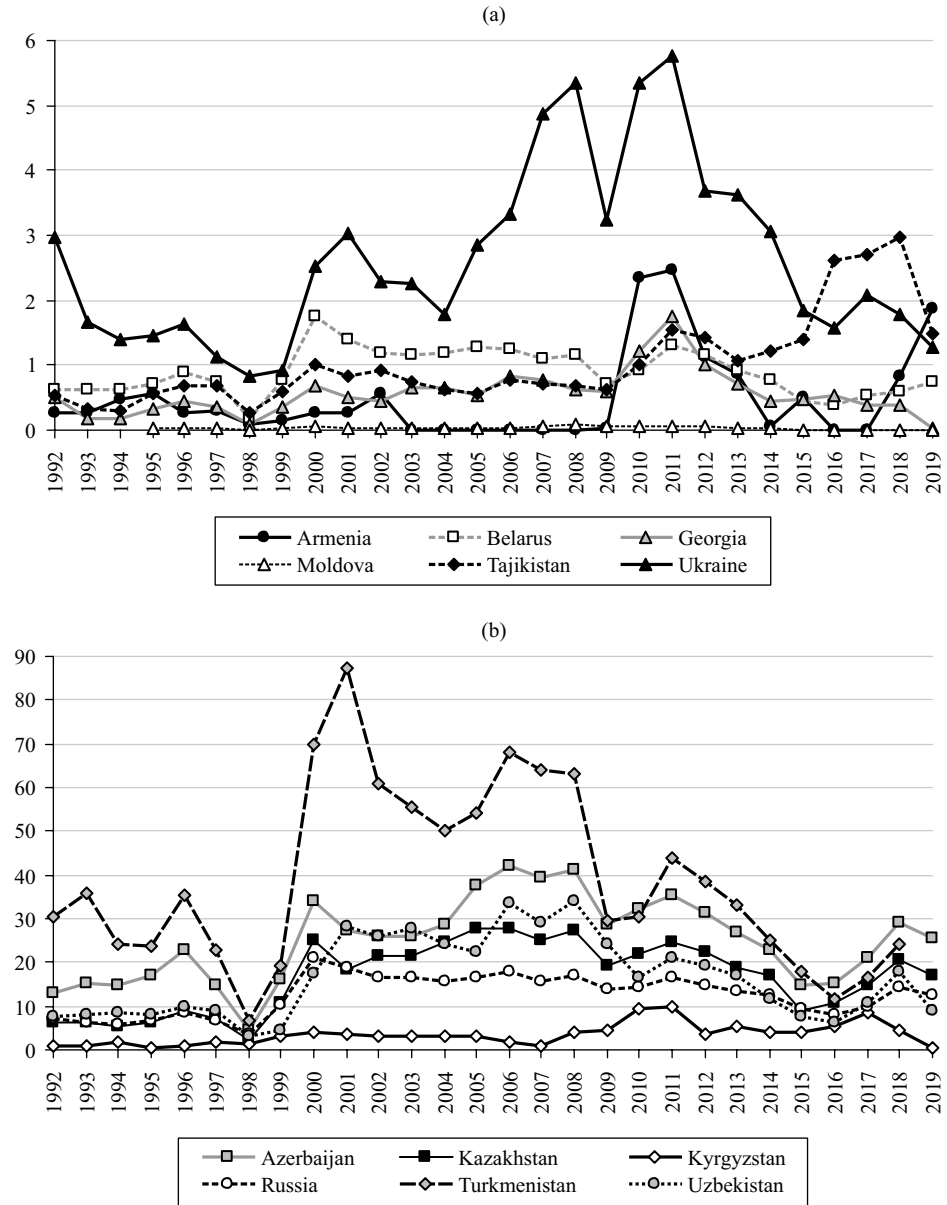 (a)
6
5
4
3
2
1
0
1992 1993 1994 1995 1996 1997 1998 1999 2000 2001 2002 2003 2004 2005 2006 2007 2008 2009 2010 2011 2012 2013 2014 2015 2016 2017 2018 2019
Armenia Belarus Georgia
Moldova Tajikistan Ukraine
(b)
90
80
70
60
50
40
30
20
10
0
1992 1993 1994 1995 1996 1997 1998 1999 2000 2001 2002 2003 2004 2005 2006 2007 2008 2009 2010 2011 2012 2013 2014 2015 2016 2017 2018 2019
Azerbaijan Kazakhstan Kyrgyzstan
Russia Turkmenistan Uzbekistan